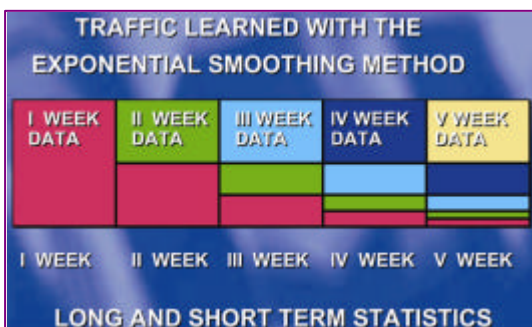 TRAFFIC LEARNED WITH THE
EXPONENTIAL SMOOTHING METHOD
I WEEK II WEEK III WEEK IV WEEK V WEEK
DATA DATA DATA DATA DATA
I WEEK II WEEK III WEEK IV WEEK V WEEK
LONG AND SHORT TERM STATISTICS